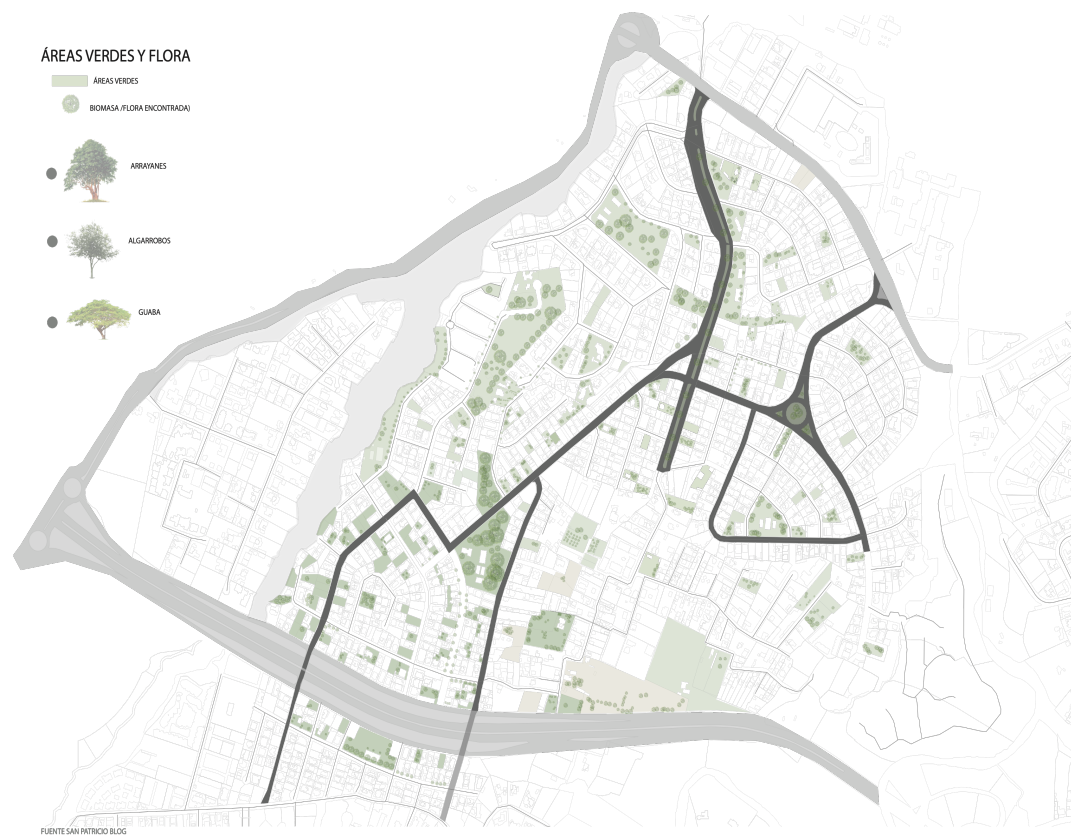 ÁREAS VERDES Y FLORA
ÁREAS VERDES
BIOMASA /FLORA ENCONTRADA)
ARRAYANES
ALGARROBOS
GUABA
FUENTE SAN PATRICIO BLOG